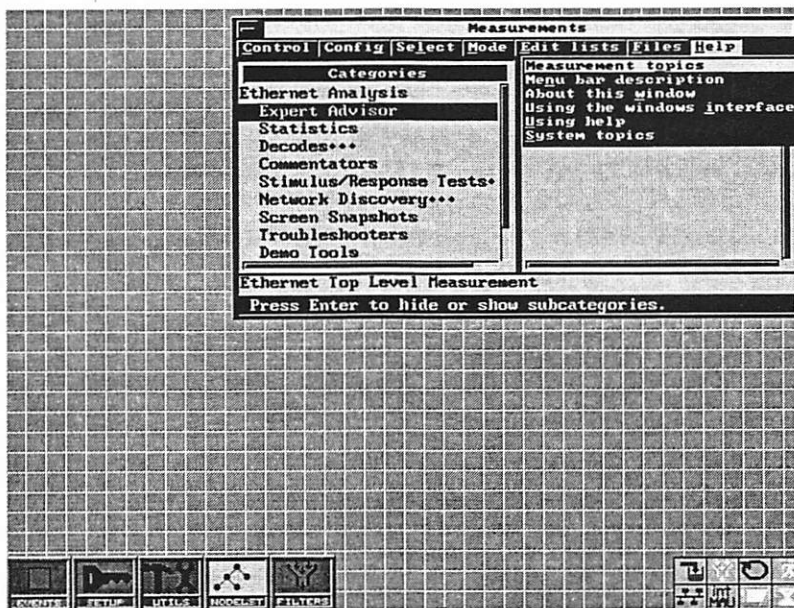 Measurements
Control Config Select Mode Edit lists Files Help
Categories
Ethernet Analysis
Expert Advisor
Statistics
Decodes•••
Commentators
Stimulus/Response Tests•
Network Discovery•••
Screen Snapshots
Troubleshooters
Demo Tools
Measurement topics
Menu bar description
About this window
Using the windows interface
Using help
System topics
Ethernet Top Level Measurement
Press Enter to hide or show subcategories.
EVENTS
SETUP
UTILS
NODELST
FILTERS